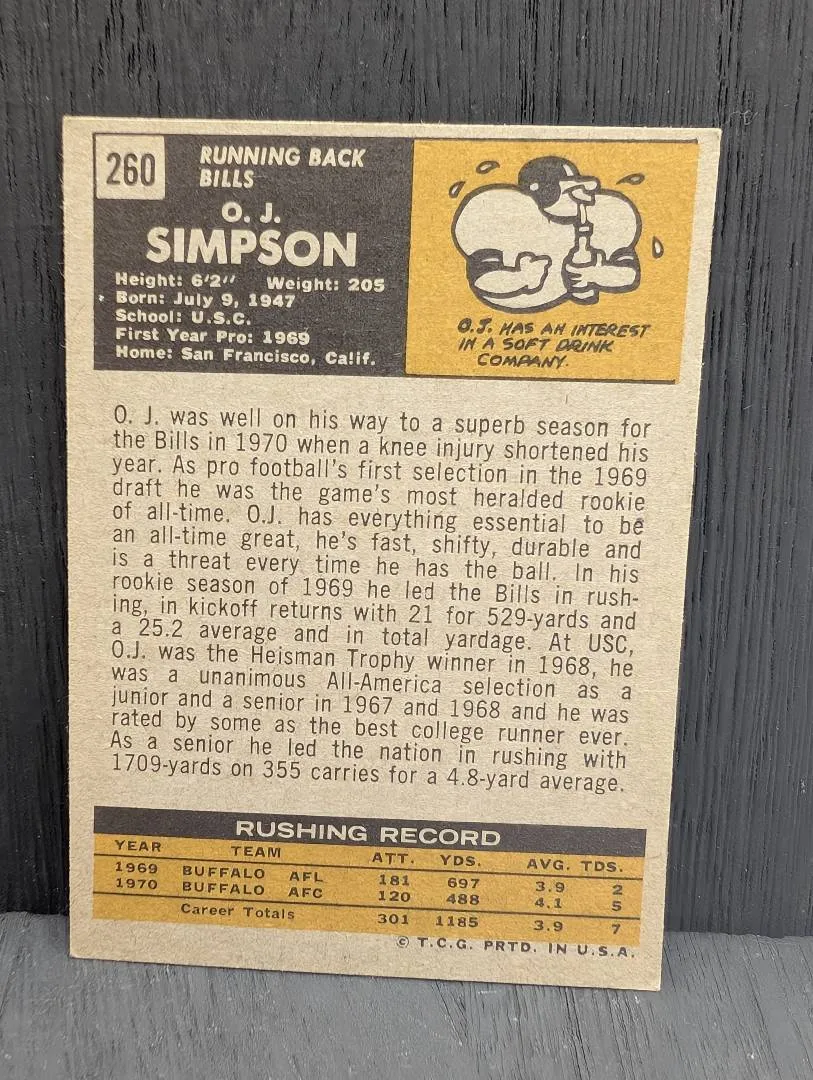 260
RUNNING BACK
BILLS
O. J.
SIMPSON
Height: 6'2" Weight: 205
Born: July 9, 1947
School: U.S.C.
First Year Pro: 1969
Home: San Francisco, Calif.
O.J. HAS AN INTEREST
IN A SOFT DRINK
COMPANY.
O. J. was well on his way to a superb season for
the Bills in 1970 when a knee injury shortened his
year. As pro football's first selection in the 1969
draft he was the game's most heralded rookie
of all-time. O.J. has everything essential to be
an all-time great, he's fast, shifty, durable and
is a threat every time he has the ball. In his
rookie season of 1969 he led the Bills in rush-
ing, in kickoff returns with 21 for 529-yards and
a 25.2 average and in total yardage. At USC,
O.J. was the Heisman Trophy winner in 1968, he
was a unanimous All-America selection as a
junior and a senior in 1967 and 1968 and he was
rated by some as the best college runner ever.
As a senior he led the nation in rushing with
1709-yards on 355 carries for a 4.8-yard average.
RUSHING RECORD
YEAR TEAM ATT. YDS. AVG. TDS.
1969 BUFFALO AFL 181 697 3.9 2
1970 BUFFALO AFC 120 488 4.1 5
Career Totals 301 1185 3.9 7
© T.C.G. PRTD. IN U.S.A.